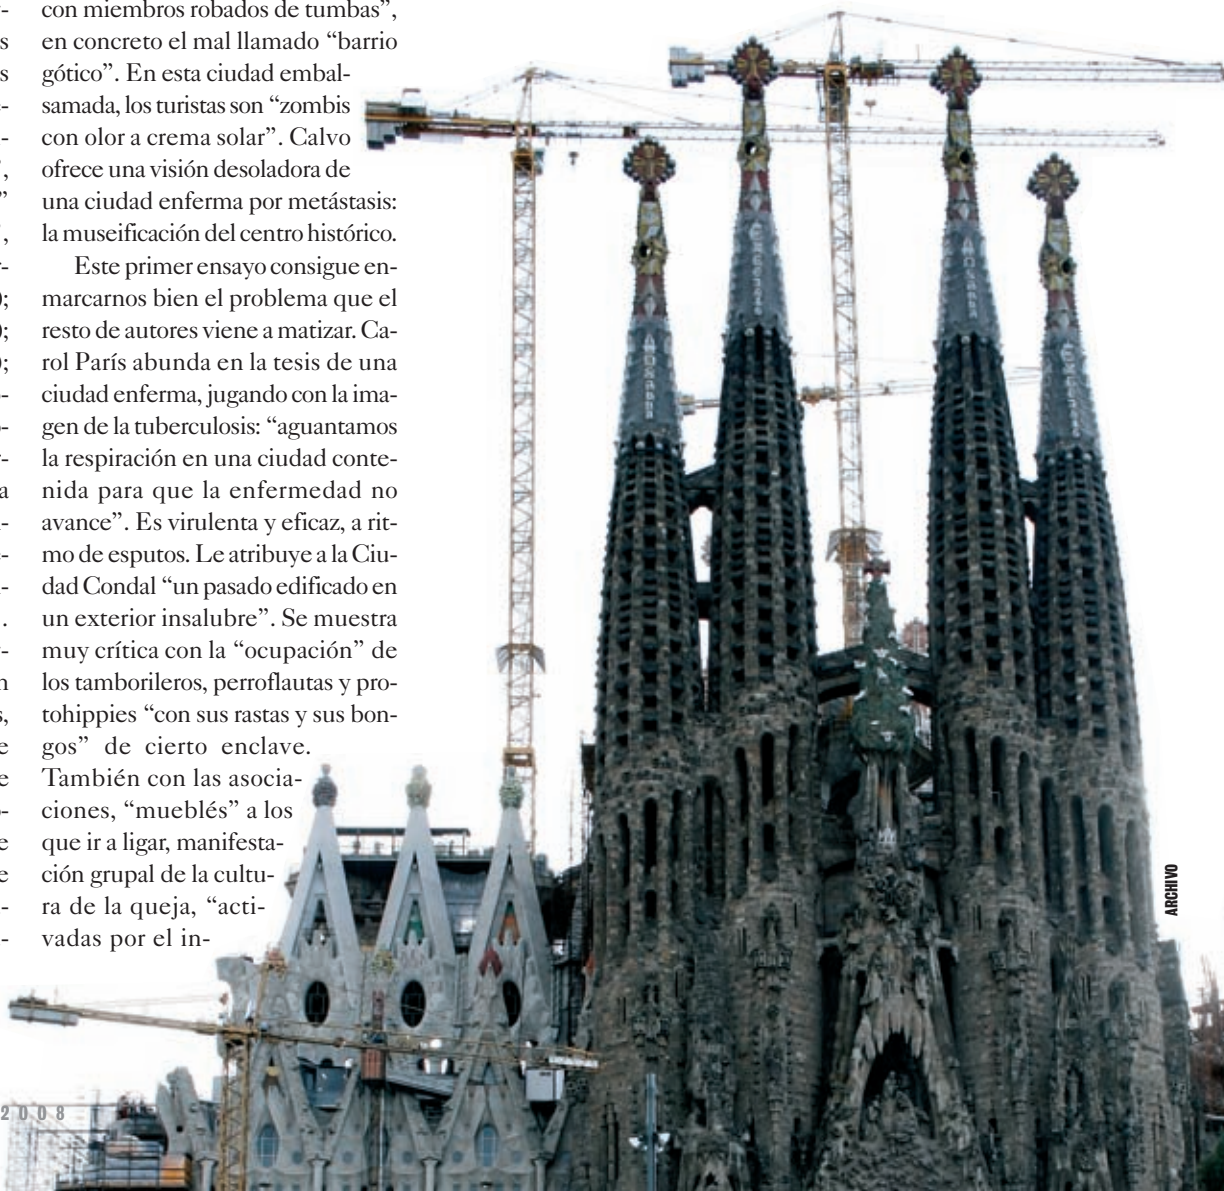 con miembros robados de tumbas”,
en concreto el mal llamado “barrio
gótico”. En esta ciudad embal-
samada, los turistas son “zombis
con olor a crema solar”. Calvo
ofrece una visión desoladora de
una ciudad enferma por metástasis:
la museificación del centro histórico.
Este primer ensayo consigue en-
marcarnos bien el problema que el
resto de autores viene a matizar. Ca-
rol París abunda en la tesis de una
ciudad enferma, jugando con la ima-
gen de la tuberculosis: “aguantamos
la respiración en una ciudad conte-
nida para que la enfermedad no
avance”. Es virulenta y eficaz, a rit-
mo de esputos. Le atribuye a la Ciu-
dad Condal “un pasado edificado en
un exterior insalubre”. Se muestra
muy crítica con la “ocupación” de
los tamborileros, perroflautas y pro-
tohippies “con sus rastas y sus bon-
gos” de cierto enclave.
También con las asocia-
ciones, “mueblés” a los
que ir a ligar, manifesta-
ción grupal de la cultu-
ra de la queja, “acti-
vadas por el in-
ARCHIVO
2008